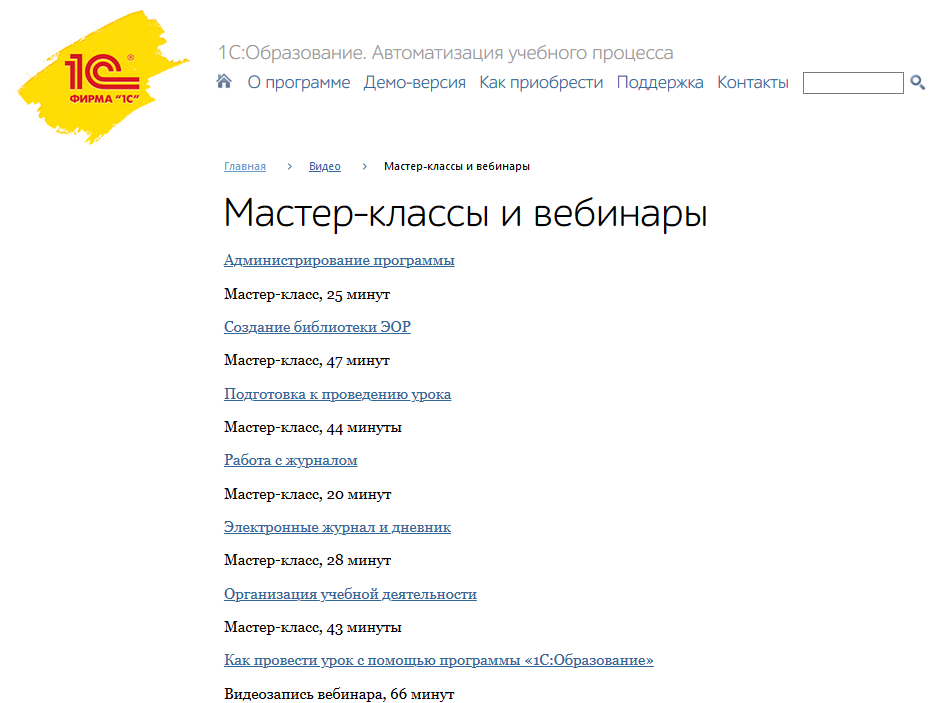 1С®
ФИРМА "1С"
1С:Образование. Автоматизация учебного процесса
О программе Демо-версия Как приобрести Поддержка Контакты
Главная > Видео > Мастер-классы и вебинары
Мастер-классы и вебинары
Администрирование программы
Мастер-класс, 25 минут
Создание библиотеки ЭОР
Мастер-класс, 47 минут
Подготовка к проведению урока
Мастер-класс, 44 минуты
Работа с журналом
Мастер-класс, 20 минут
Электронные журнал и дневник
Мастер-класс, 28 минут
Организация учебной деятельности
Мастер-класс, 43 минуты
Как провести урок с помощью программы «1С:Образование»
Видеозапись вебинара, 66 минут